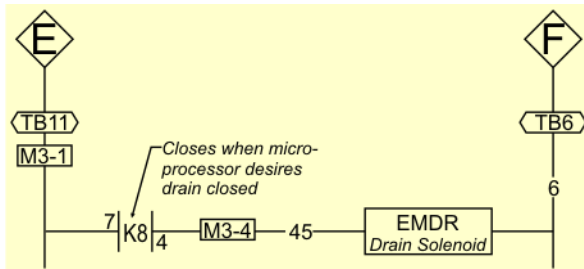 E
F
TB11
TB6
M3-1
Closes when micro-
processor desires
drain closed
6
7
K8
4
M3-4
45
EMDR
Drain Solenoid